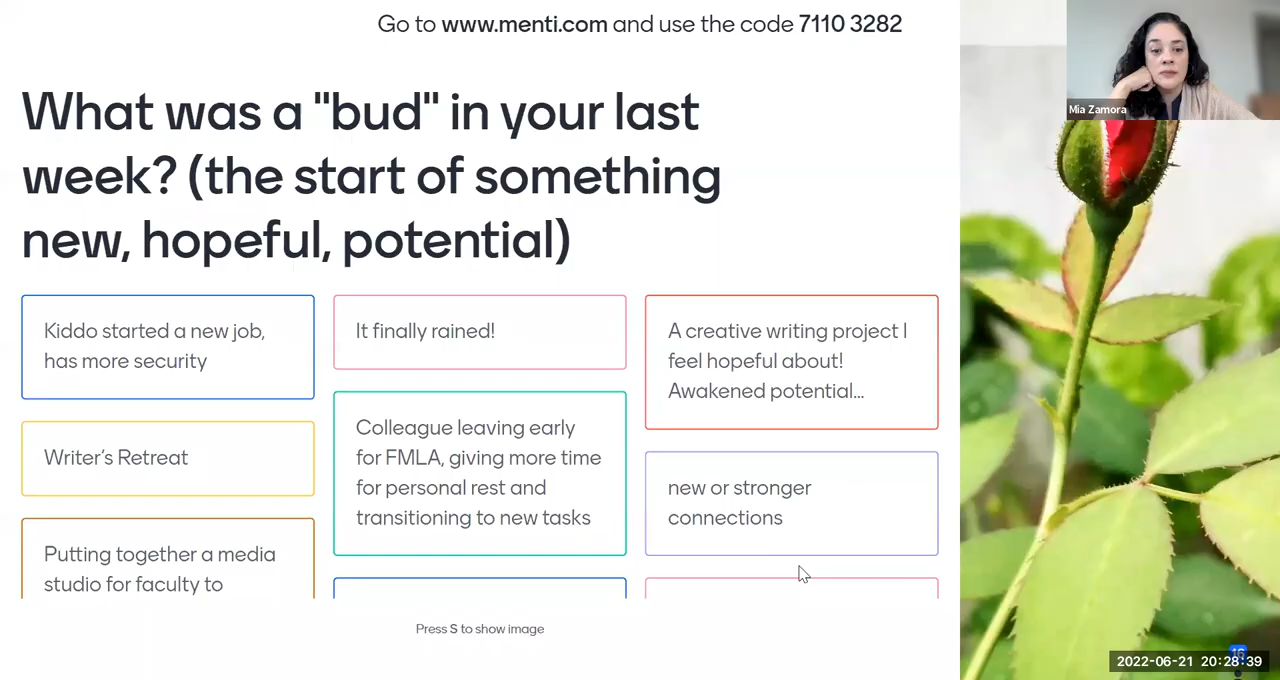 Go to www.menti.com and use the code 7110 3282
What was a "bud" in your last
week? (the start of something
new, hopeful, potential)
Kiddo started a new job,
has more security
Writer's Retreat
Putting together a media
studio for faculty to
It finally rained!
Colleague leaving early
for FMLA, giving more time
for personal rest and
transitioning to new tasks
A creative writing project I
feel hopeful about!
Awakened potential...
new or stronger
connections
Press S to show image
Mia Zamora
16
2022-06-21 20:28:39